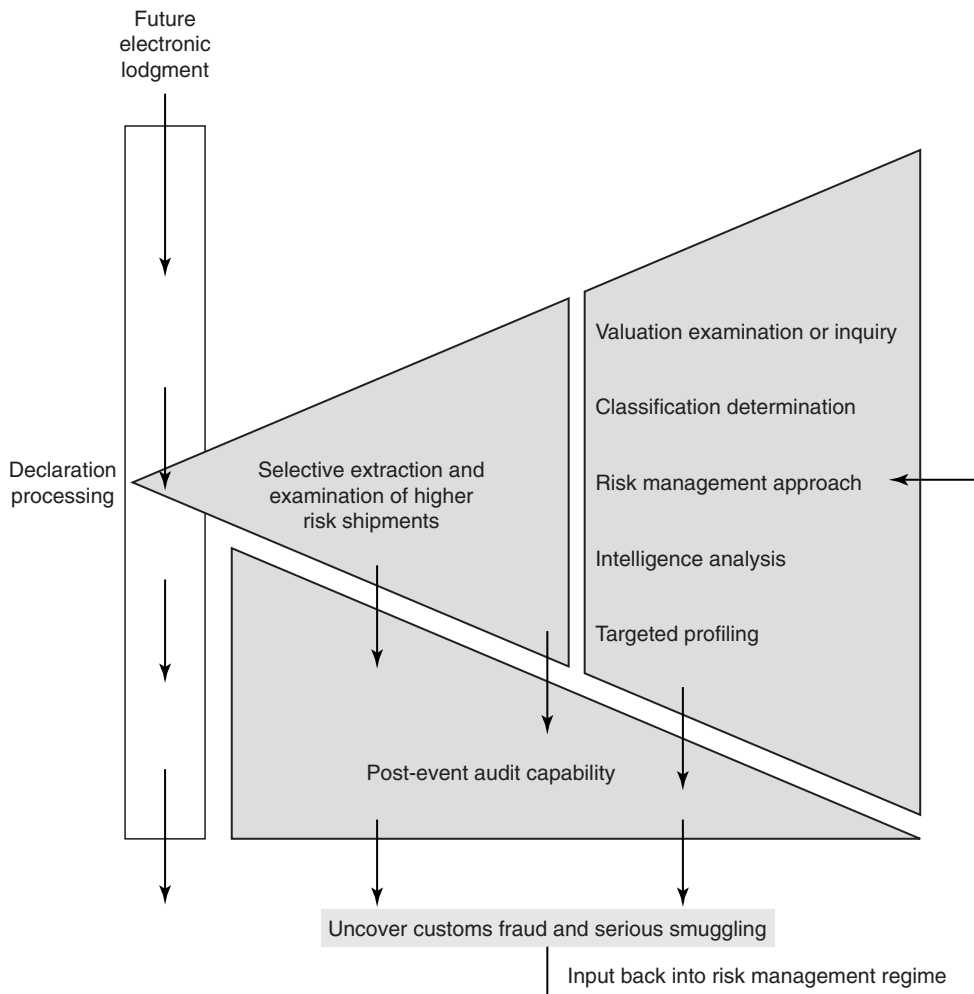 Future
electronic
lodgment
Valuation examination or inquiry
Classification determination
Declaration
processing
Selective extraction and
examination of higher
risk shipments
Risk management approach
Intelligence analysis
Targeted profiling
Post-event audit capability
Uncover customs fraud and serious smuggling
Input back into risk management regime